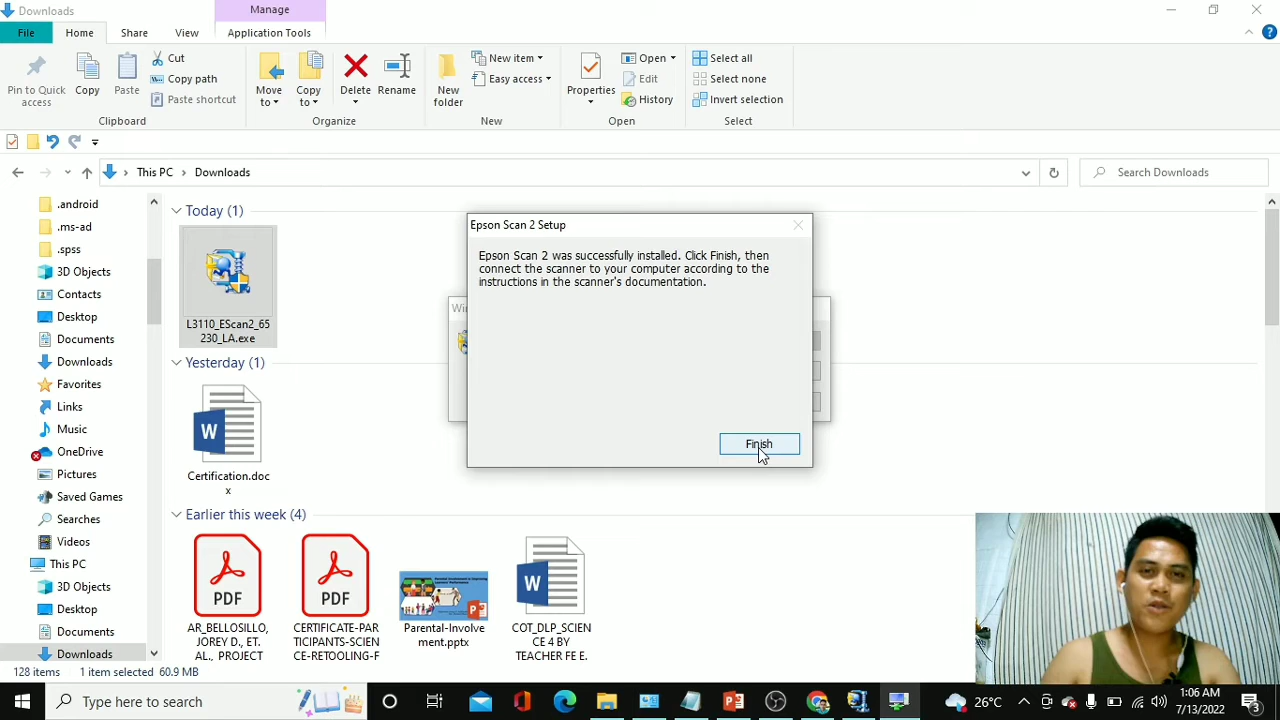 Downloads
Manage
File
Home
Share
View
Application Tools
Pin to Quick access
Copy
Paste
Cut
Copy path
Paste shortcut
Clipboard
Move to
Copy to
Delete
Rename
Organize
New folder
New item
Easy access
New
Properties
Open
Edit
History
Open
Select all
Select none
Invert selection
Select
This PC > Downloads
Search Downloads
.android
.ms-ad
.spss
3D Objects
Contacts
Desktop
Documents
Downloads
Favorites
Links
Music
OneDrive
Pictures
Saved Games
Searches
Videos
This PC
3D Objects
Desktop
Documents
Downloads
Today (1)
L3110_EScan2_65
230_LA.exe
Yesterday (1)
W
Certification.doc
x
Earlier this week (4)
PDF
AR_BELLOSILLO,
JOREY D., ET.
AL., PROJECT
PDF
CERTIFICATE-PAR
TICIPANTS-SCIEN
CE-RETOOLING-F
Parental-Involve
ment.pptx
W
COT_DLP_SCIEN
CE 4 BY
TEACHER FE E.
Epson Scan 2 Setup
Epson Scan 2 was successfully installed. Click Finish, then
connect the scanner to your computer according to the
instructions in the scanner's documentation.
Finish
128 items
1 item selected 60.9 MB
Type here to search
26°C
1:06 AM
7/13/2022
3